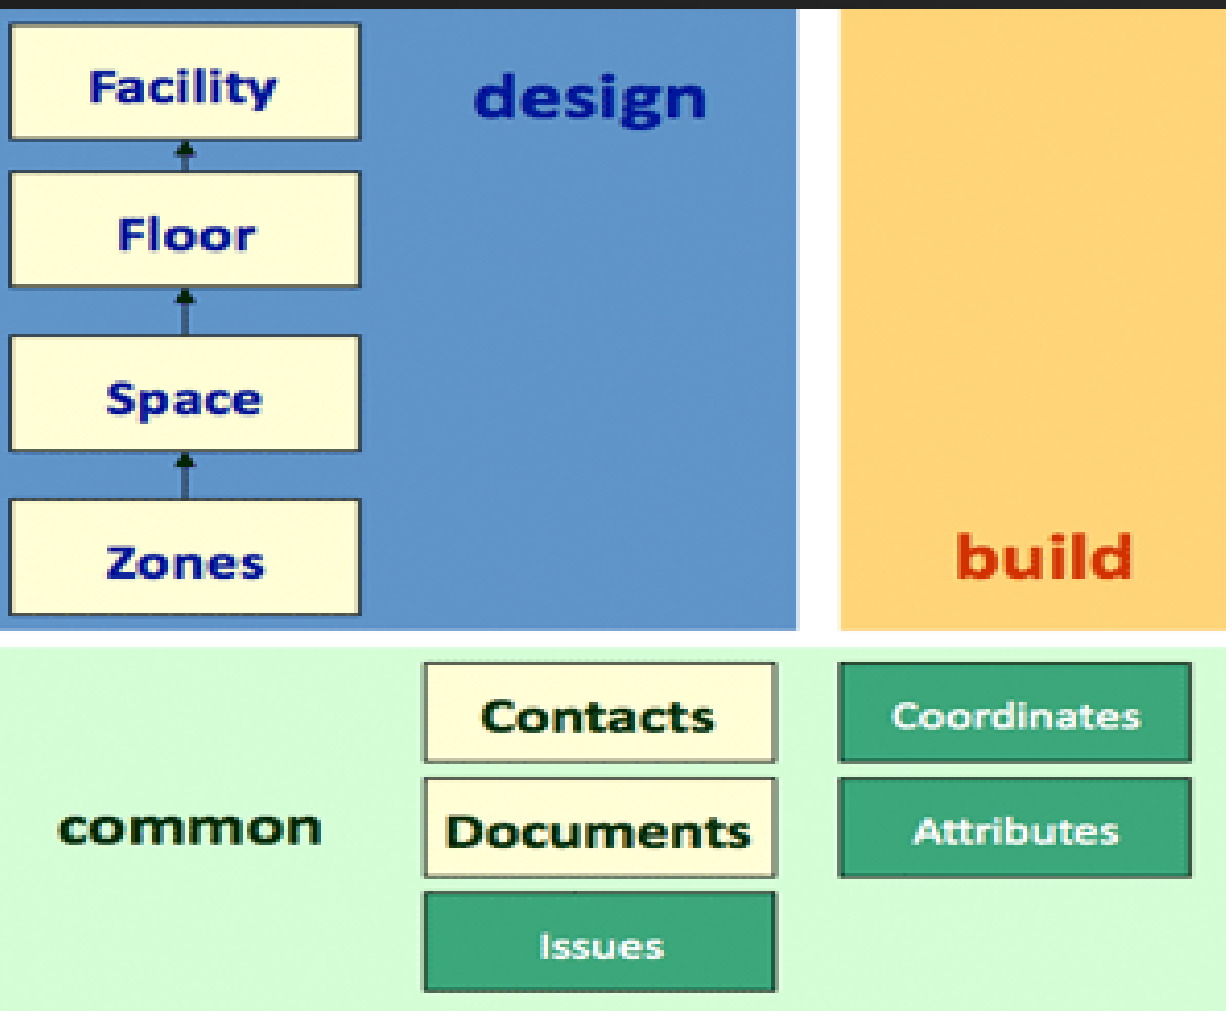 Facility
design
Floor
Space
Zones
build
Contacts
Coordinates
common
Documents
Attributes
Issues